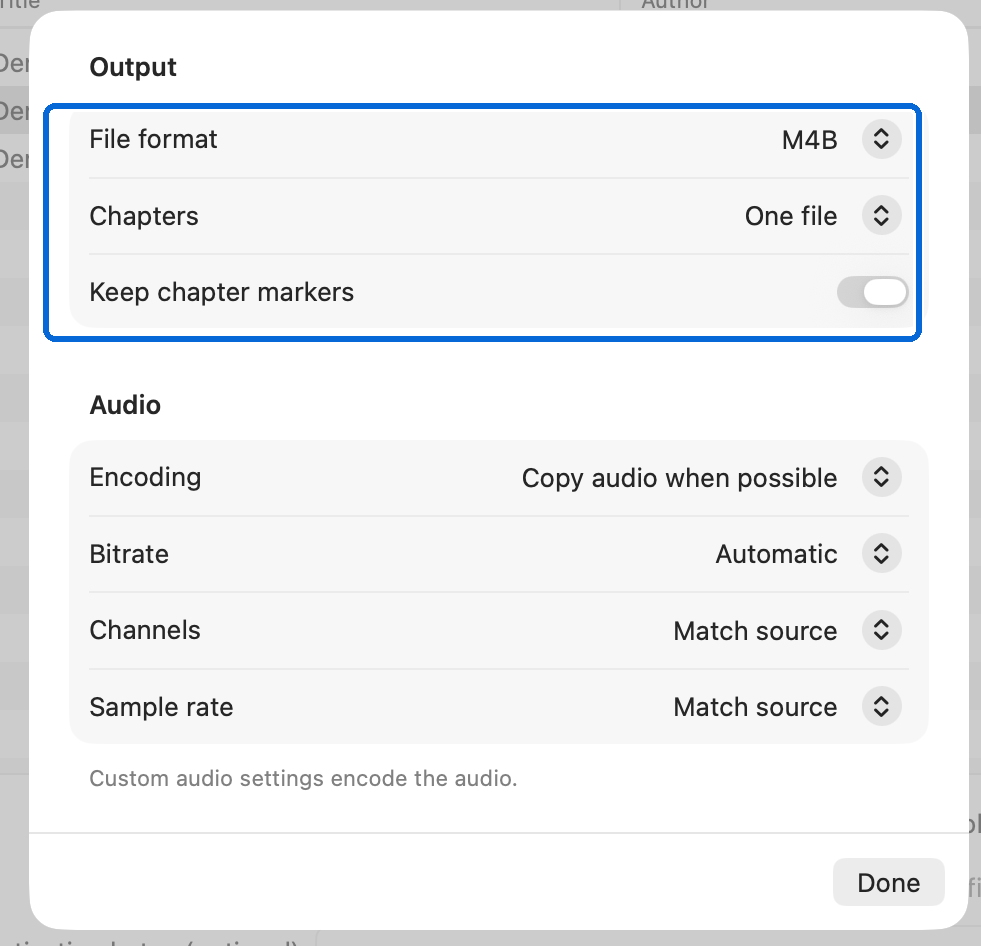 Output
File format M4B
Chapters One file
Keep chapter markers
Audio
Encoding Copy audio when possible
Bitrate Automatic
Channels Match source
Sample rate Match source
Custom audio settings encode the audio.
Done